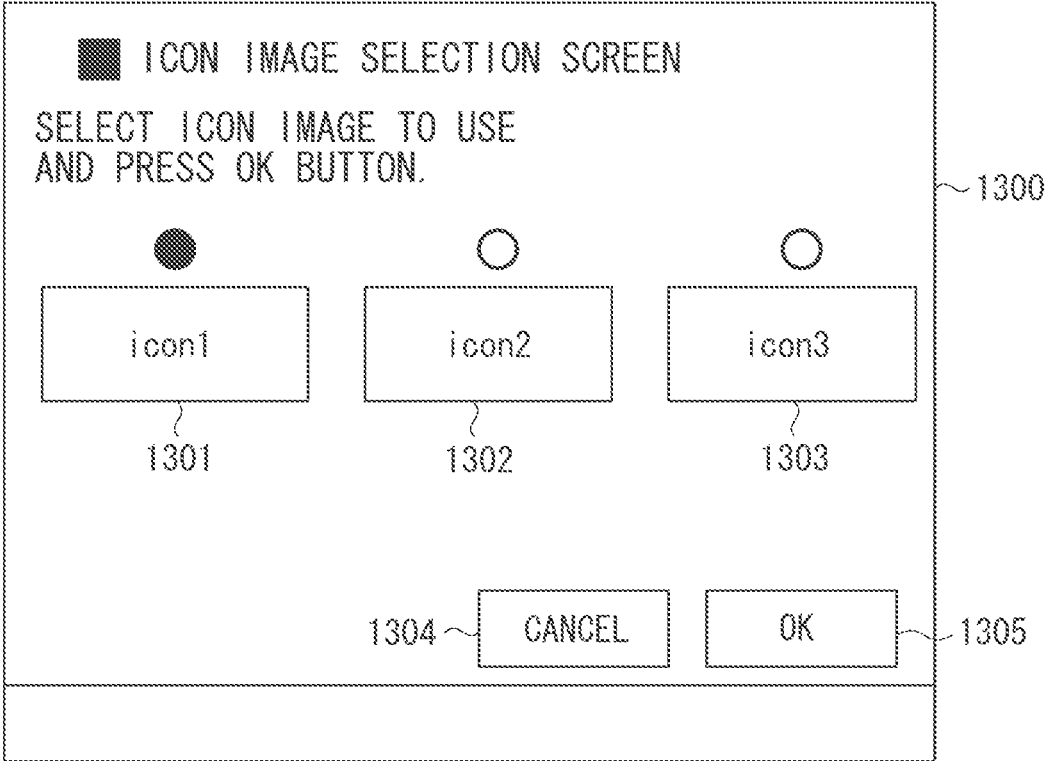 ICON IMAGE SELECTION SCREEN
SELECT ICON IMAGE TO USE
AND PRESS OK BUTTON.
1300
icon1 icon2 icon3
1301 1302 1303
1304 CANCEL OK 1305